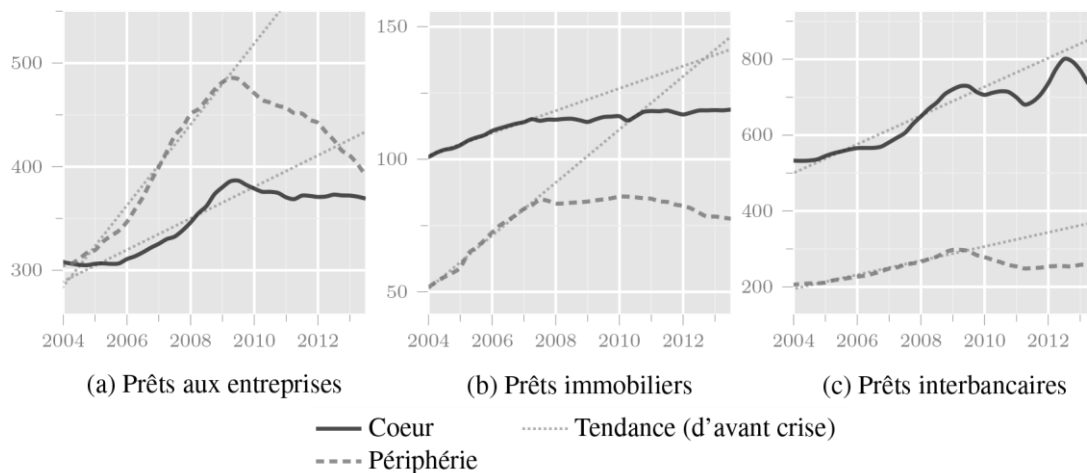 500
400
300
2004 2006 2008 2010 2012
(a) Prêts aux entreprises
150
100
50
2004 2006 2008 2010 2012
(b) Prêts immobiliers
800
600
400
200
2004 2006 2008 2010 2012
(c) Prêts interbancaires
Coeur
Tendance (d'avant crise)
Périphérie